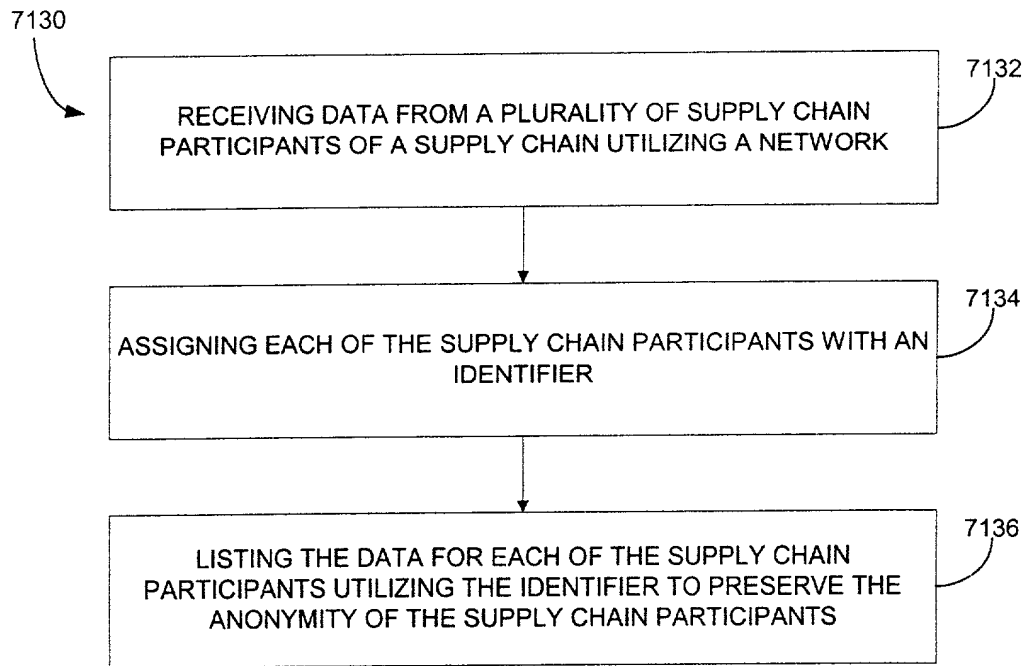 7130
7132
RECEIVING DATA FROM A PLURALITY OF SUPPLY CHAIN
PARTICIPANTS OF A SUPPLY CHAIN UTILIZING A NETWORK
7134
ASSIGNING EACH OF THE SUPPLY CHAIN PARTICIPANTS WITH AN
IDENTIFIER
7136
LISTING THE DATA FOR EACH OF THE SUPPLY CHAIN
PARTICIPANTS UTILIZING THE IDENTIFIER TO PRESERVE THE
ANONYMITY OF THE SUPPLY CHAIN PARTICIPANTS